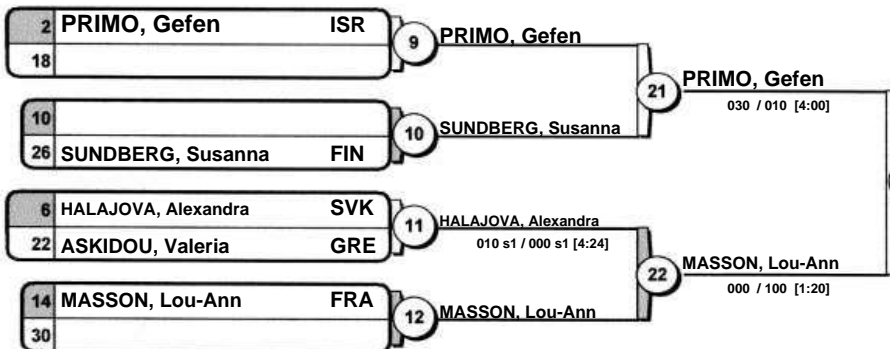 2 PRIMO, Gefen ISR
18
9 PRIMO, Gefen
21 PRIMO, Gefen
030 / 010 [4:00]
10
26 SUNDBERG, Susanna FIN
10 SUNDBERG, Susanna
6 HALAJOVA, Alexandra SVK
22 ASKIDOU, Valeria GRE
11 HALAJOVA, Alexandra
010 s1 / 000 s1 [4:24]
22 MASSON, Lou-Ann
000 / 100 [1:20]
14 MASSON, Lou-Ann FRA
30
12 MASSON, Lou-Ann